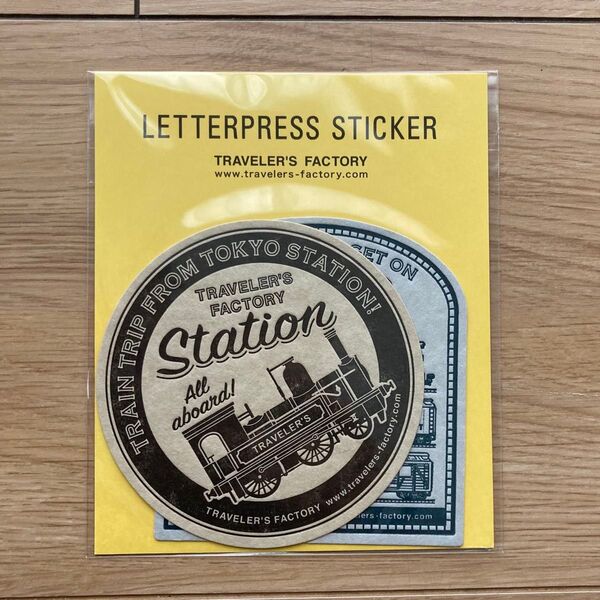 LETTERPRESS STICKER
TRAVELER'S FACTORY
www.travelers-factory.com
TRAIN TRIP FROM TOKYO STATION!
TRAVELER'S
FACTORY
Station
All
aboard!
TRAVELER'S
TRAVELER'S FACTORY www.travelers-factory.com
GET ON
-factory.com